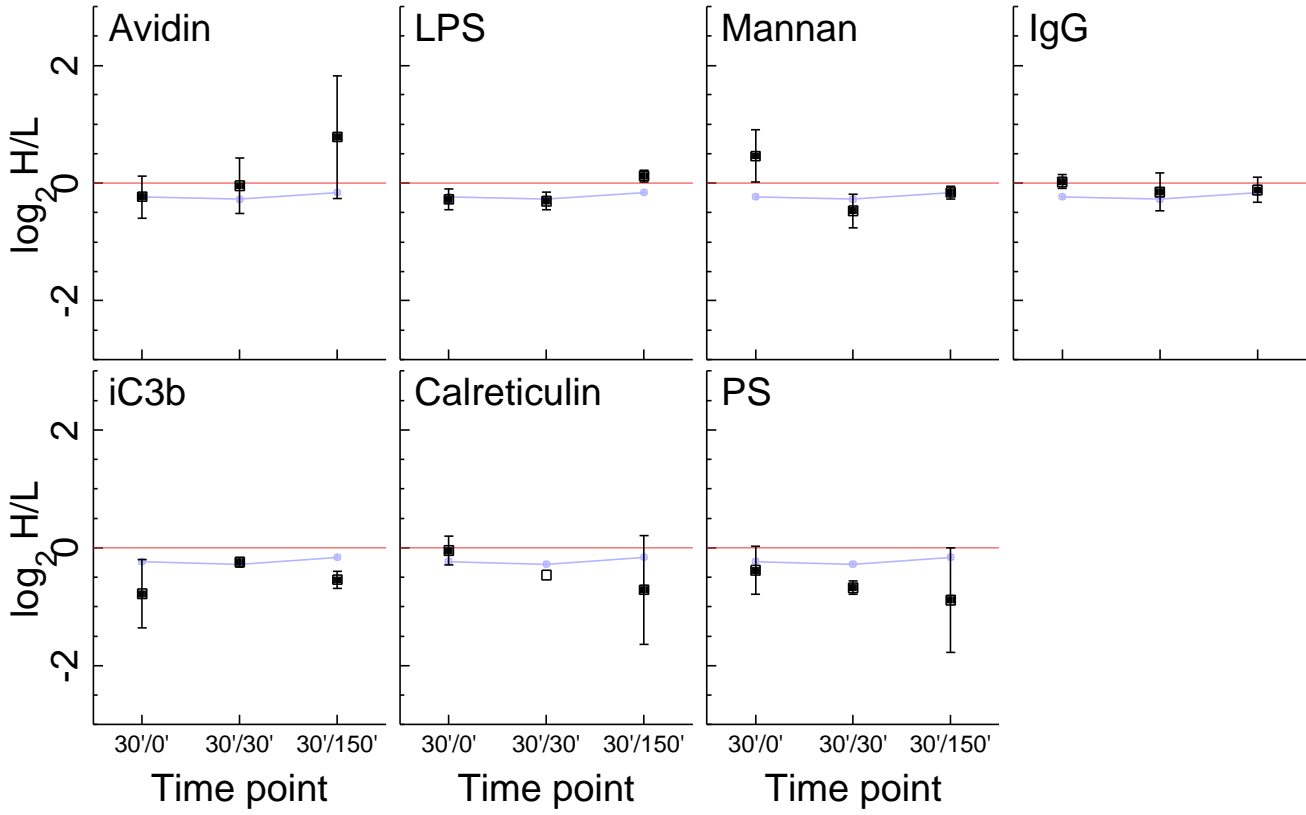 Avidin LPS Mannan IgG
2
0
-2
log2 H/L
iC3b Calreticulin PS
2
0
-2
log2 H/L
30'/0' 30'/30' 30'/150' 30'/0' 30'/30' 30'/150' 30'/0' 30'/30' 30'/150'
Time point Time point Time point